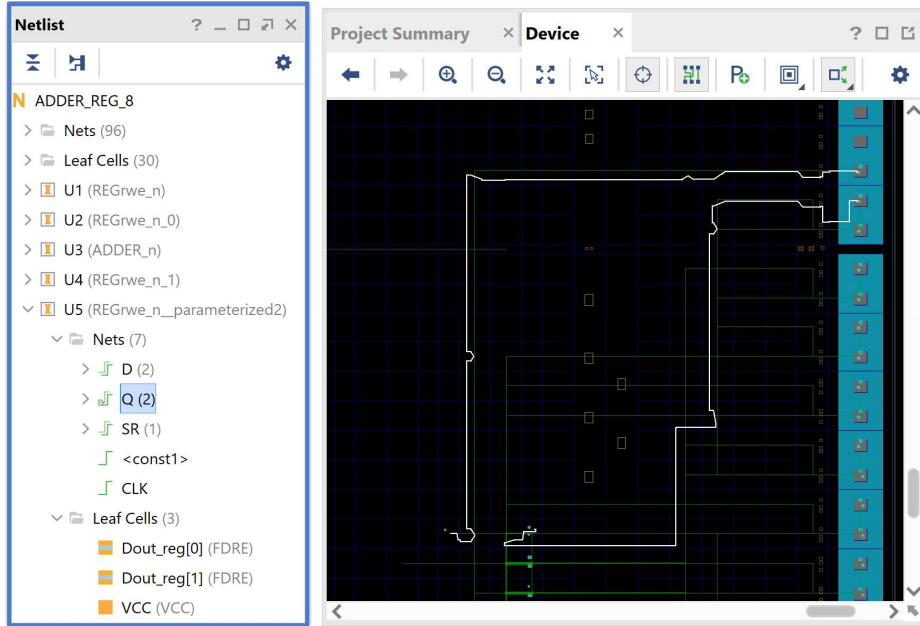 Netlist
Project Summary
Device
ADDER_REG_8
Nets (96)
Leaf Cells (30)
U1 (REGrwe_n)
U2 (REGrwe_n_0)
U3 (ADDER_n)
U4 (REGrwe_n_1)
U5 (REGrwe_n__parameterized2)
Nets (7)
D (2)
Q (2)
SR (1)
<const1>
CLK
Leaf Cells (3)
Dout_reg[0] (FDRE)
Dout_reg[1] (FDRE)
VCC (VCC)